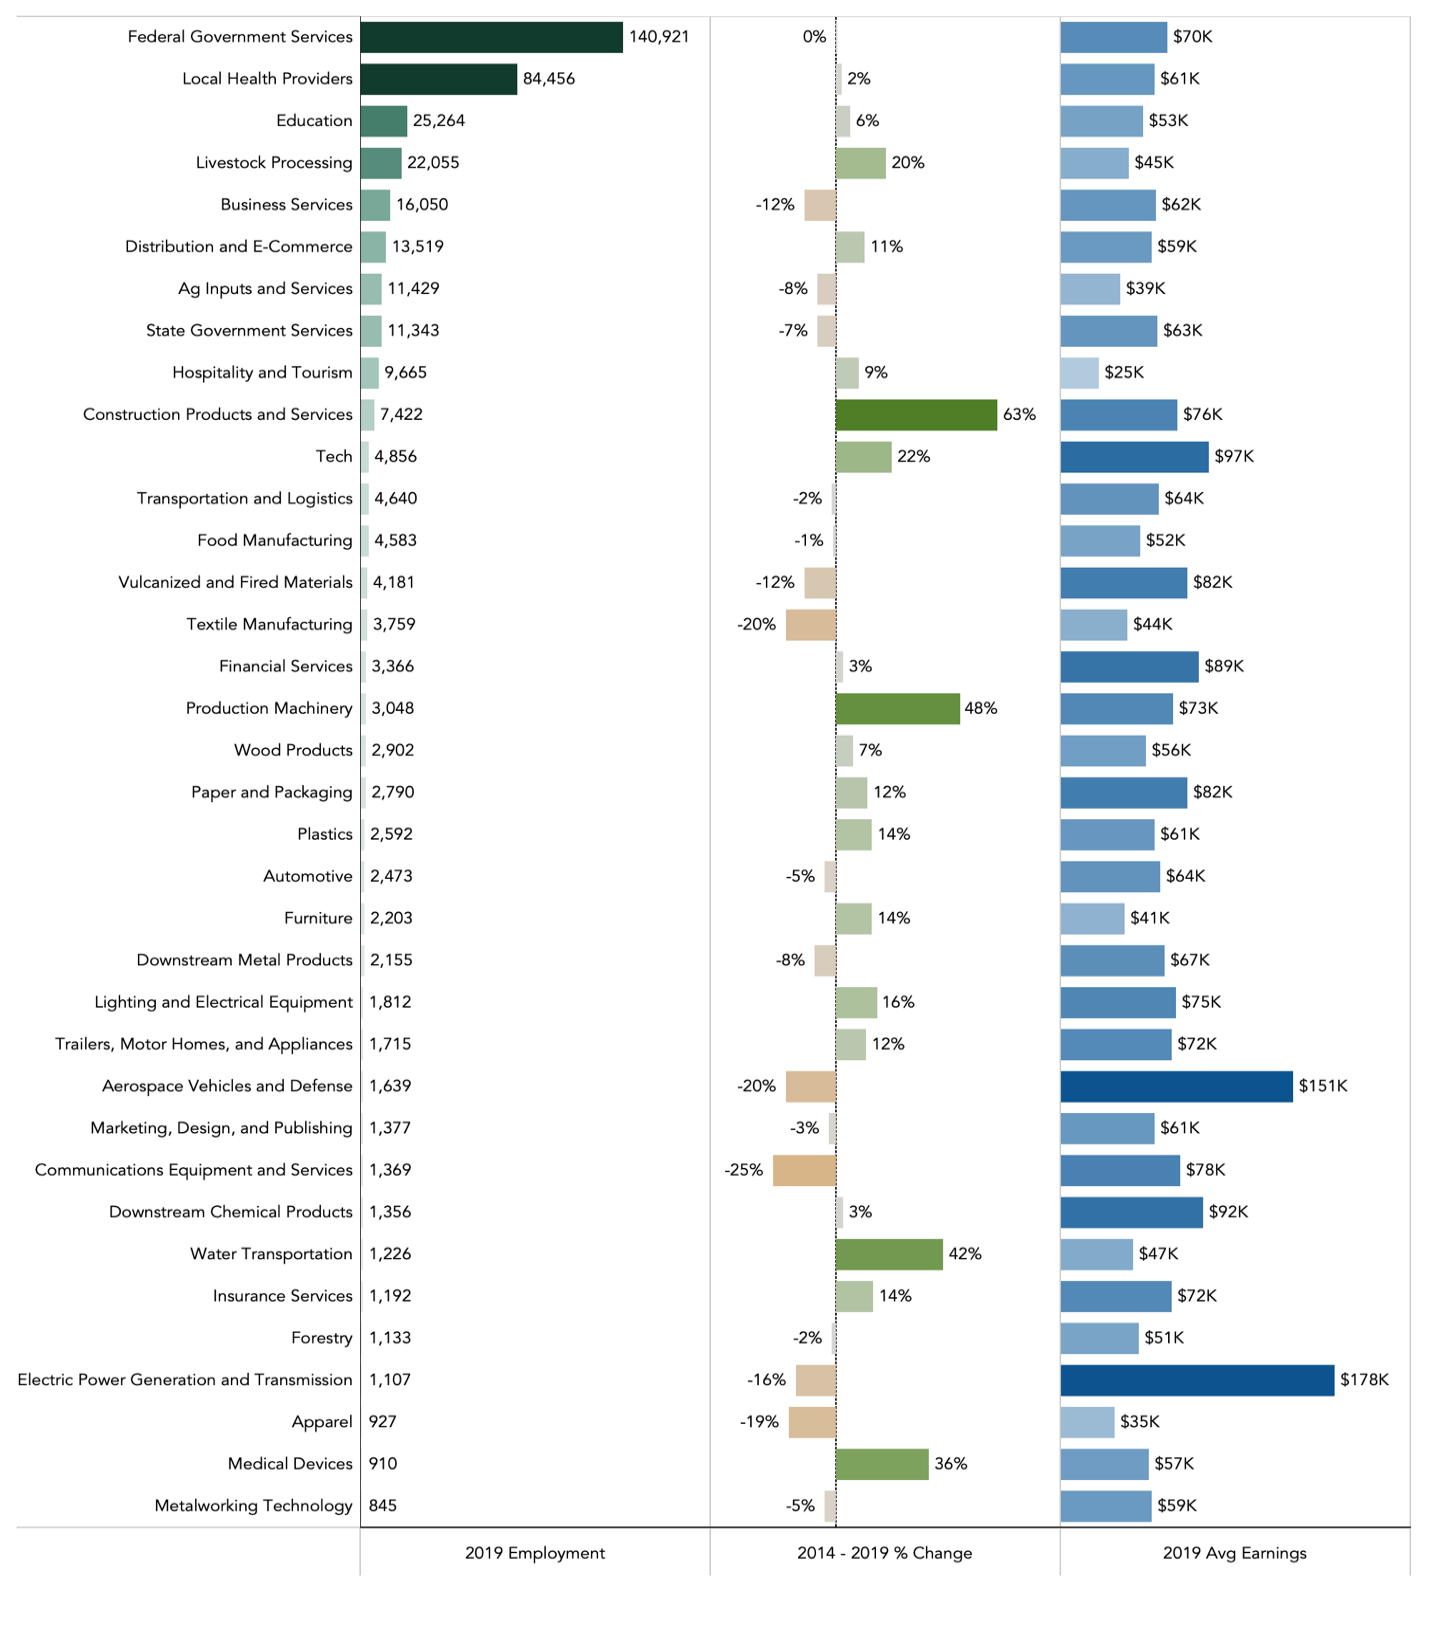 Federal Government Services 140,921 0% $70K
Local Health Providers 84,456 2% $61K
Education 25,264 6% $53K
Livestock Processing 22,055 20% $45K
Business Services 16,050 -12% $62K
Distribution and E-Commerce 13,519 11% $59K
Ag Inputs and Services 11,429 -8% $39K
State Government Services 11,343 -7% $63K
Hospitality and Tourism 9,665 9% $25K
Construction Products and Services 7,422 63% $76K
Tech 4,856 22% $97K
Transportation and Logistics 4,640 -2% $64K
Food Manufacturing 4,583 -1% $52K
Vulcanized and Fired Materials 4,181 -12% $82K
Textile Manufacturing 3,759 -20% $44K
Financial Services 3,366 3% $89K
Production Machinery 3,048 48% $73K
Wood Products 2,902 7% $56K
Paper and Packaging 2,790 12% $82K
Plastics 2,592 14% $61K
Automotive 2,473 -5% $64K
Furniture 2,203 14% $41K
Downstream Metal Products 2,155 -8% $67K
Lighting and Electrical Equipment 1,812 16% $75K
Trailers, Motor Homes, and Appliances 1,715 12% $72K
Aerospace Vehicles and Defense 1,639 -20% $151K
Marketing, Design, and Publishing 1,377 -3% $61K
Communications Equipment and Services 1,369 -25% $78K
Downstream Chemical Products 1,356 3% $92K
Water Transportation 1,226 42% $47K
Insurance Services 1,192 14% $72K
Forestry 1,133 -2% $51K
Electric Power Generation and Transmission 1,107 -16% $178K
Apparel 927 -19% $35K
Medical Devices 910 36% $57K
Metalworking Technology 845 -5% $59K
2019 Employment 2014 - 2019 % Change 2019 Avg Earnings